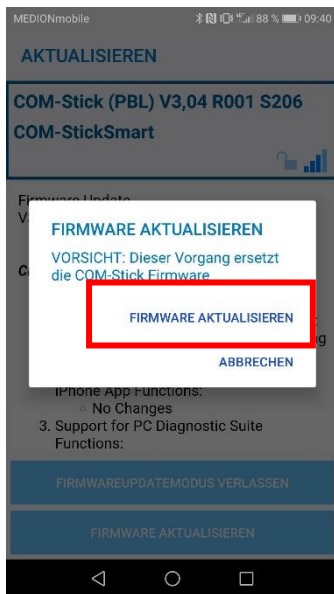 MEDIONmobile 88 % 09:40
AKTUALISIEREN
COM-Stick (PBL) V3,04 R001 S206
COM-StickSmart
Firmware Update
V
FIRMWARE AKTUALISIEREN
VORSICHT: Dieser Vorgang ersetzt
die COM-Stick Firmware
FIRMWARE AKTUALISIEREN
ABBRECHEN
iPhone App Functions:
No Changes
3. Support for PC Diagnostic Suite
Functions:
FIRMWAREUPDATEMODUS VERLASSEN
FIRMWARE AKTUALISIEREN